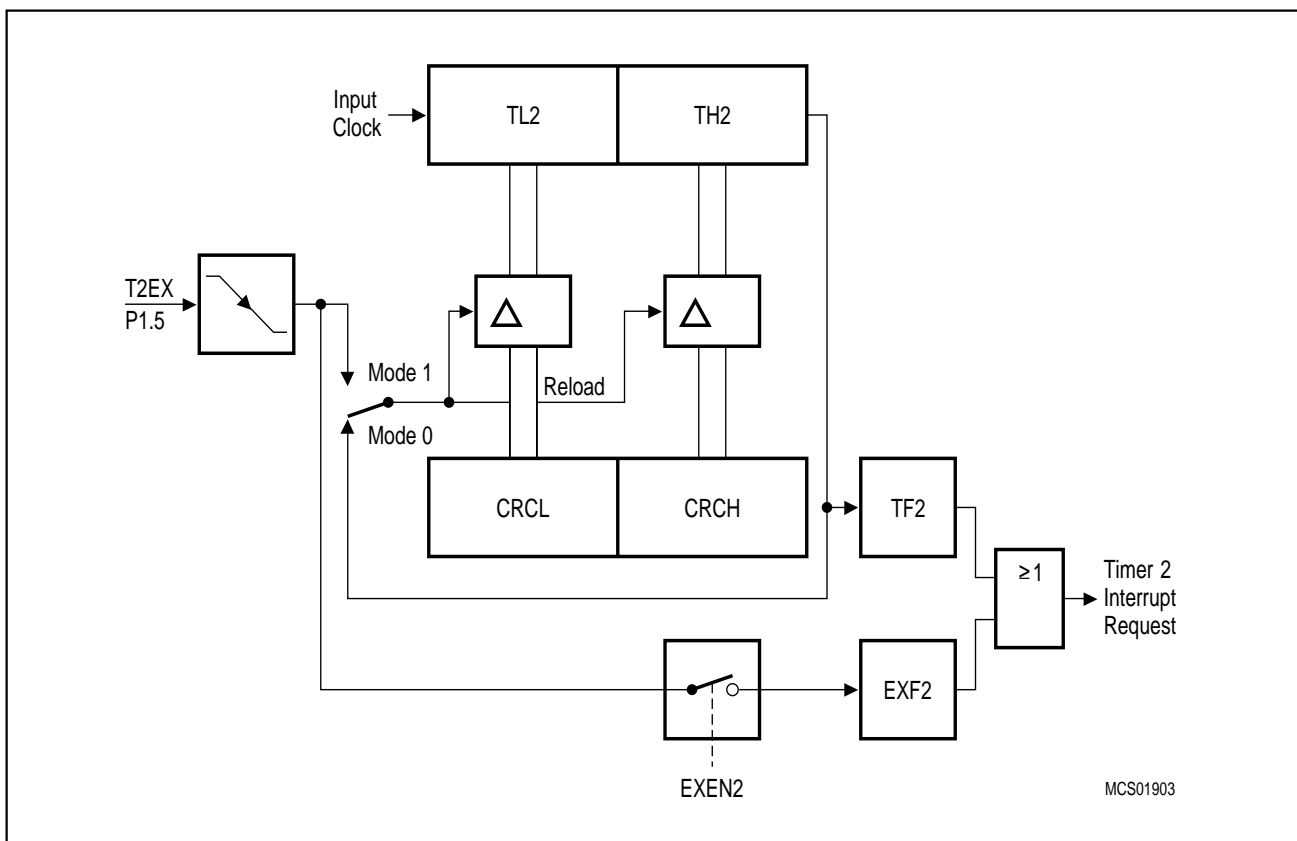 Input
Clock
TL2
TH2
T2EX
P1.5
Mode 1
Reload
Mode 0
CRCL
CRCH
TF2
≥1
Timer 2
Interrupt
Request
EXF2
EXEN2
MCS01903